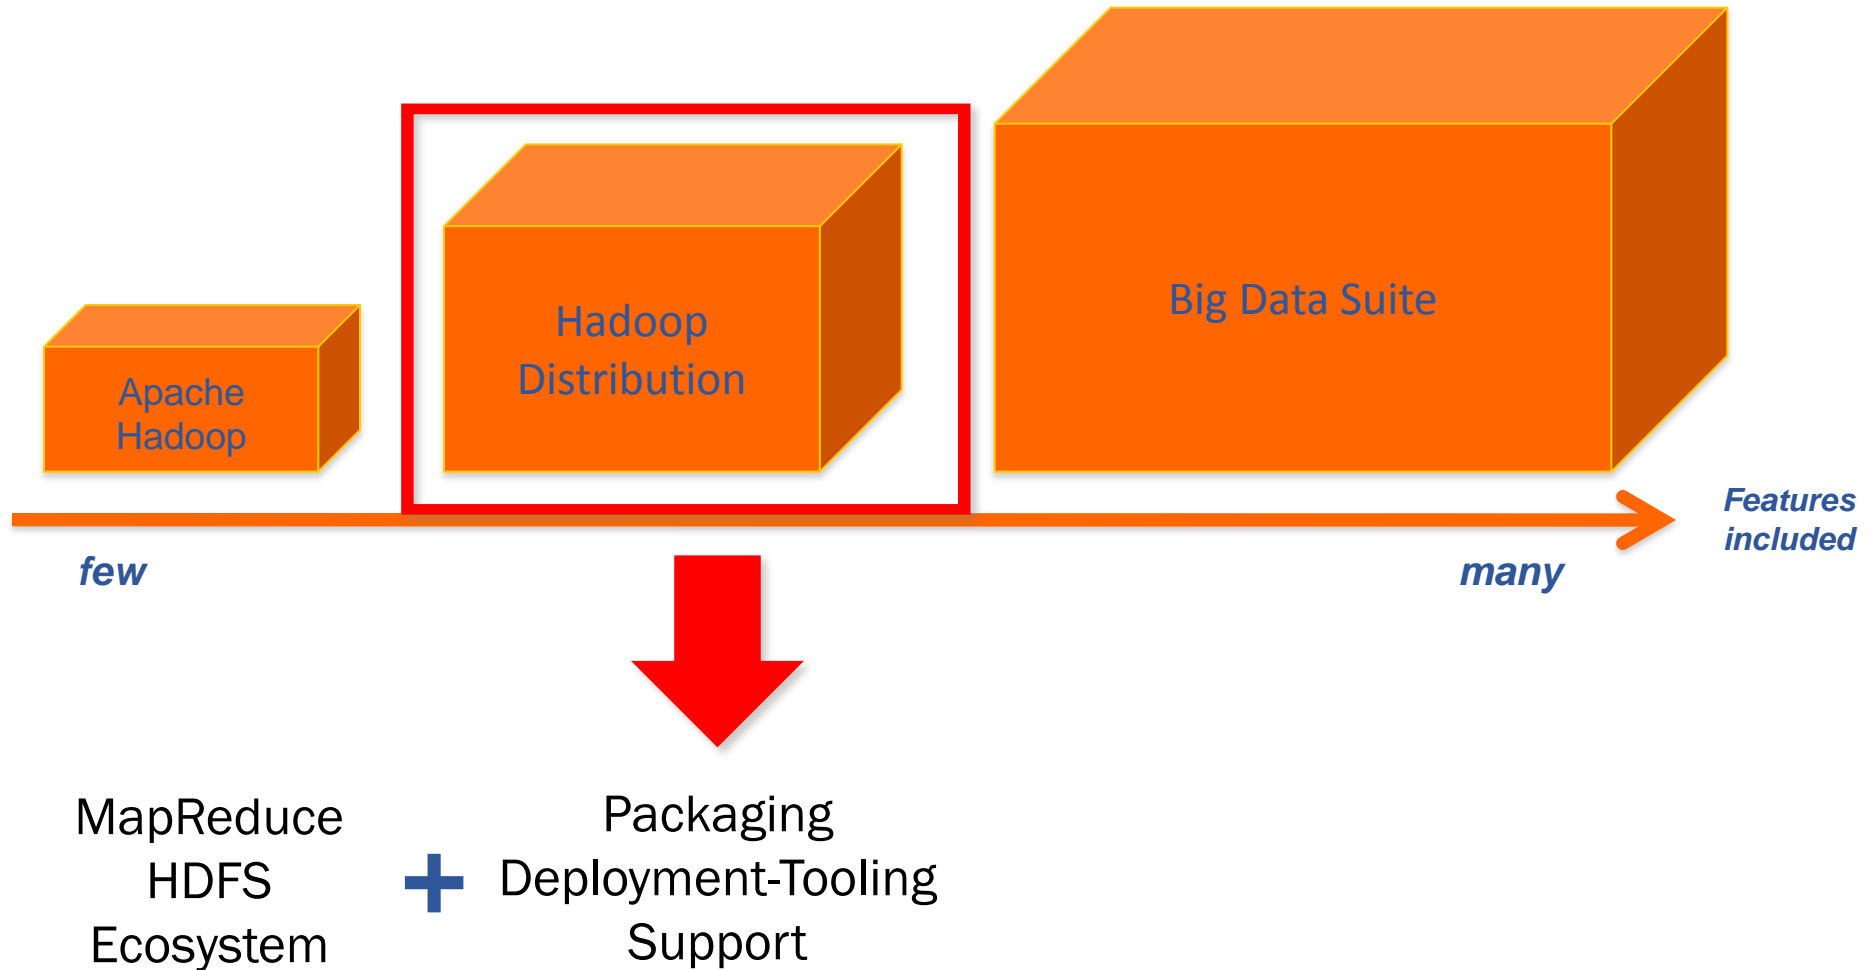 Apache
Hadoop
Hadoop
Distribution
Big Data Suite
Features
included
few
many
MapReduce
HDFS
Ecosystem
+
Packaging
Deployment-Tooling
Support